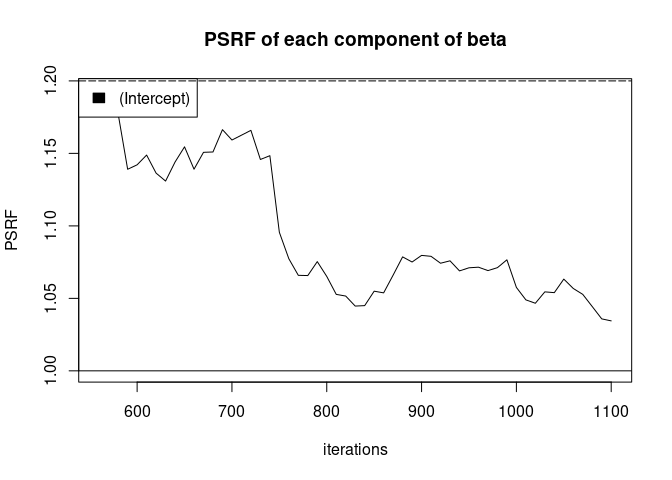 PSRF of each component of beta
(Intercept)
PSRF
1.20
1.15
1.10
1.05
1.00
600 700 800 900 1000 1100
iterations